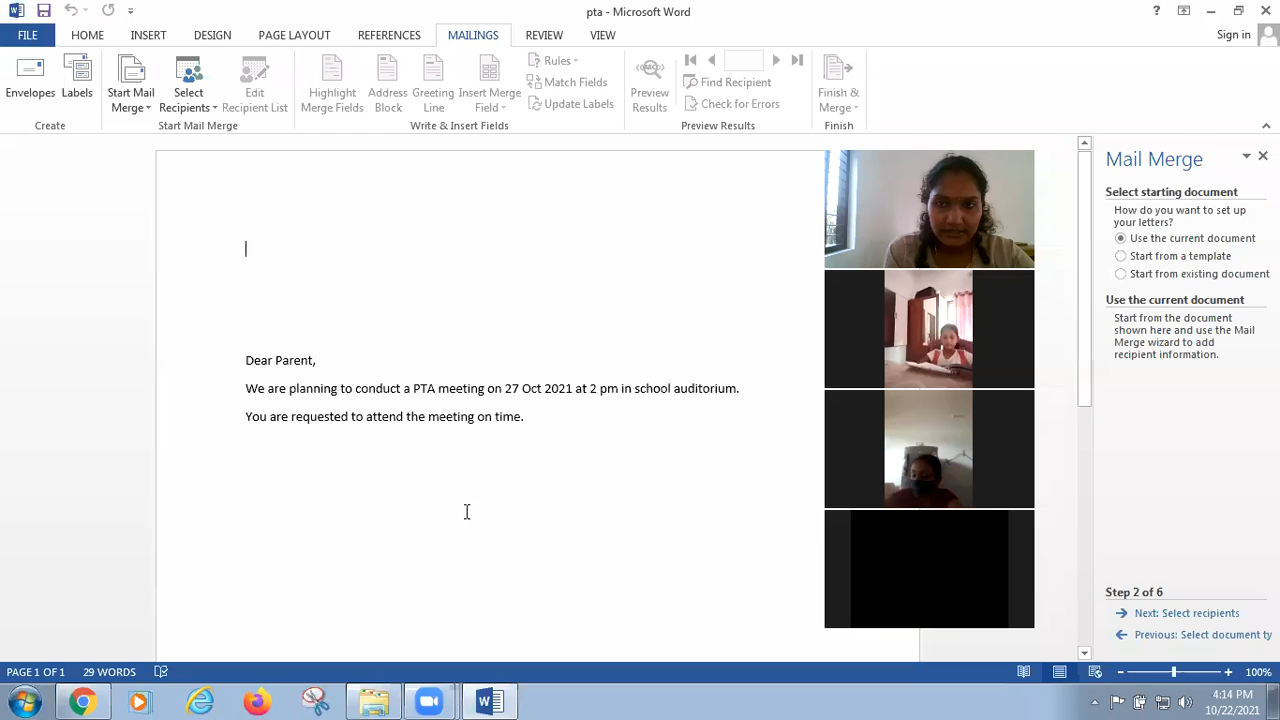 pta - Microsoft Word
FILE
HOME
INSERT
DESIGN
PAGE LAYOUT
REFERENCES
MAILINGS
REVIEW
VIEW
Sign in
Envelopes
Labels
Start Mail Merge
Select Recipients
Edit Recipient List
Highlight Merge Fields
Address Block
Greeting Line
Insert Merge Field
Rules
Match Fields
Update Labels
Preview Results
Find Recipient
Check for Errors
Finish & Merge
Create
Start Mail Merge
Write & Insert Fields
Preview Results
Finish
Dear Parent,
We are planning to conduct a PTA meeting on 27 Oct 2021 at 2 pm in school auditorium.
You are requested to attend the meeting on time.
Mail Merge
Select starting document
How do you want to set up
your letters?
Use the current document
Start from a template
Start from existing document
Use the current document
Start from the document
shown here and use the Mail
Merge wizard to add
recipient information.
Step 2 of 6
Next: Select recipients
Previous: Select document ty
PAGE 1 OF 1
29 WORDS
100%
4:14 PM
10/22/2021